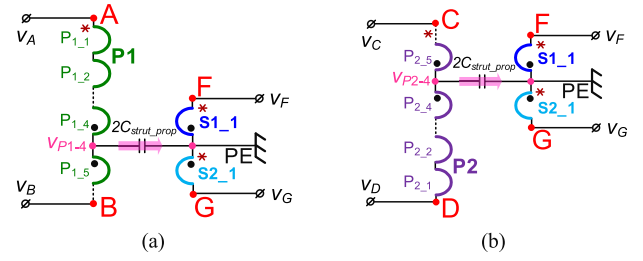 A
v_A
*
P1_1
P1
P1_2
F
v_F
P1_4
2C_strut_prop
*
S1_1
v_P1-4
PE
P1_5
*
S2_1
v_B
B
G
v_G
(a)
C
v_C
*
F
v_F
P2_5
2C_strut_prop
*
S1_1
v_P2-4
PE
P2_4
*
S2_1
G
v_G
P2_2
P2
P2_1
v_D
D
(b)